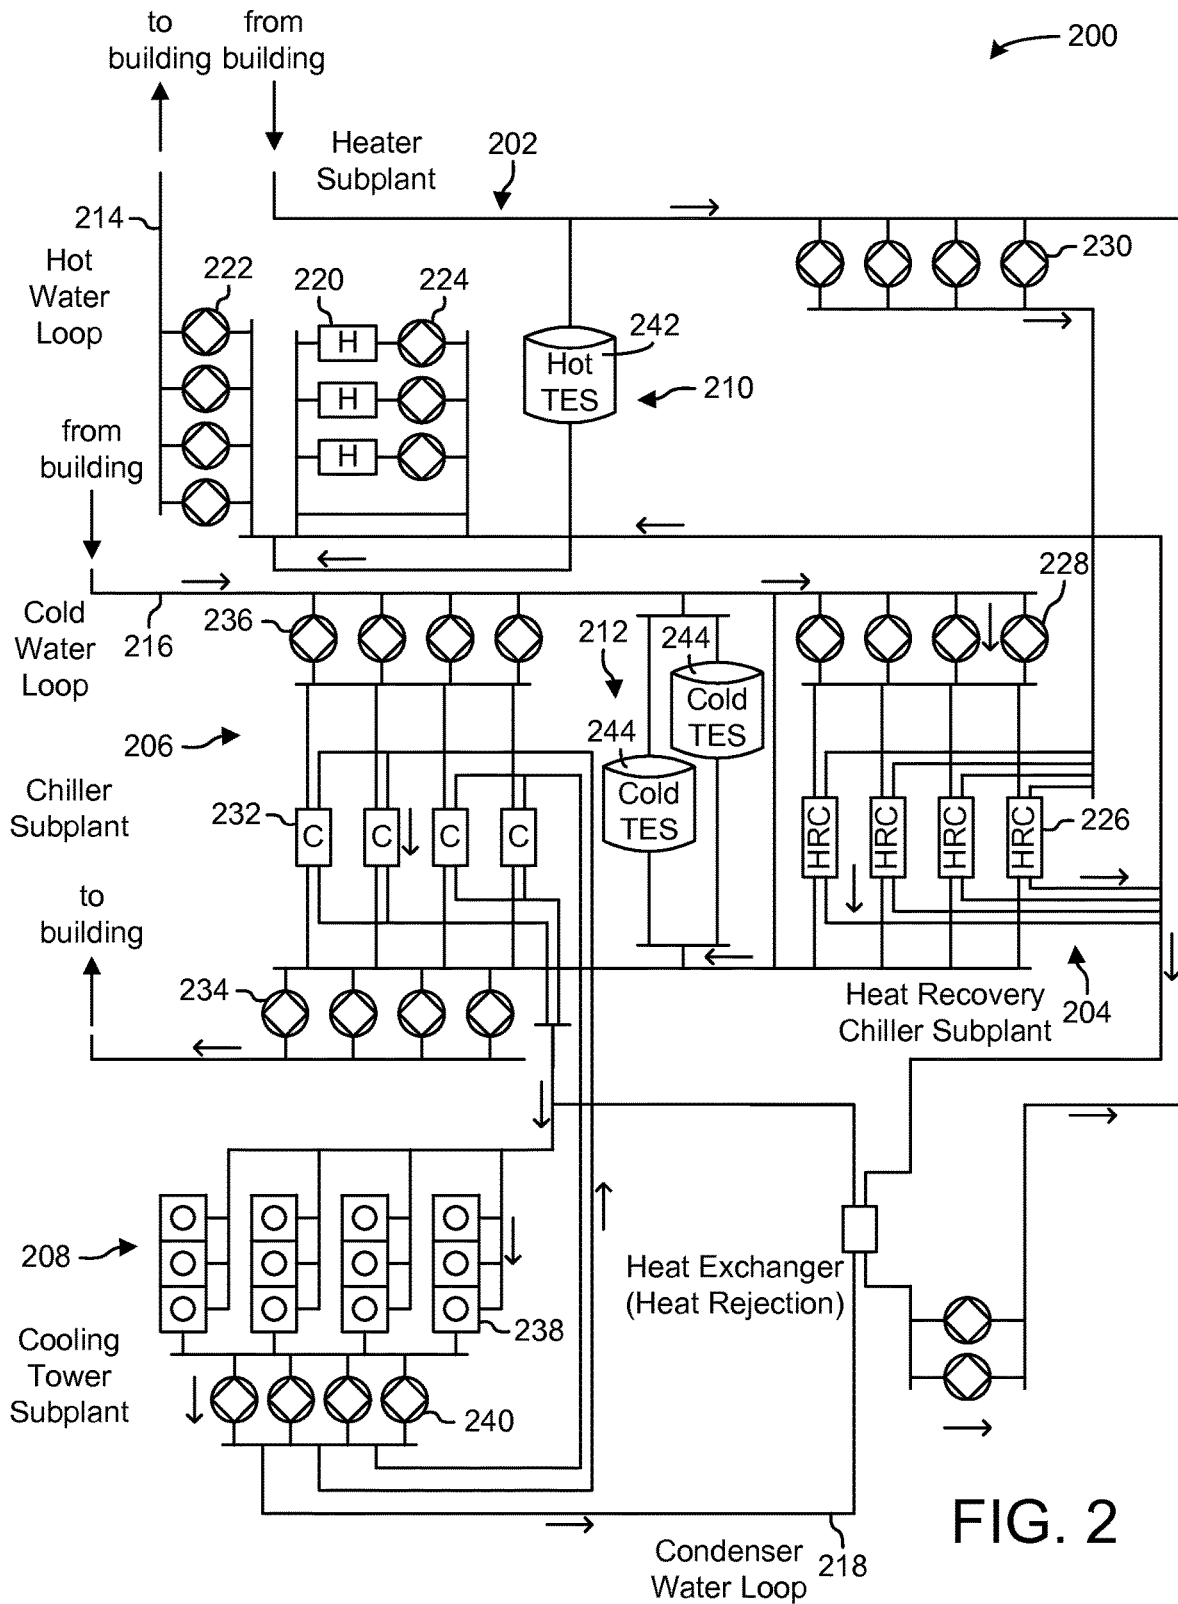 to
building
from
building
200
Heater
Subplant
202
214
Hot
Water
Loop
222
220
224
230
H
H
H
Hot
TES
242
210
from
building
Cold
Water
Loop
216
236
212
244
Cold
TES
244
Cold
TES
228
206
Chiller
Subplant
232
C
C
C
C
HRC
HRC
HRC
HRC
226
to
building
234
Heat Recovery
Chiller Subplant
204
208
Cooling
Tower
Subplant
238
240
Heat Exchanger
(Heat Rejection)
Condenser
Water Loop
218
FIG. 2